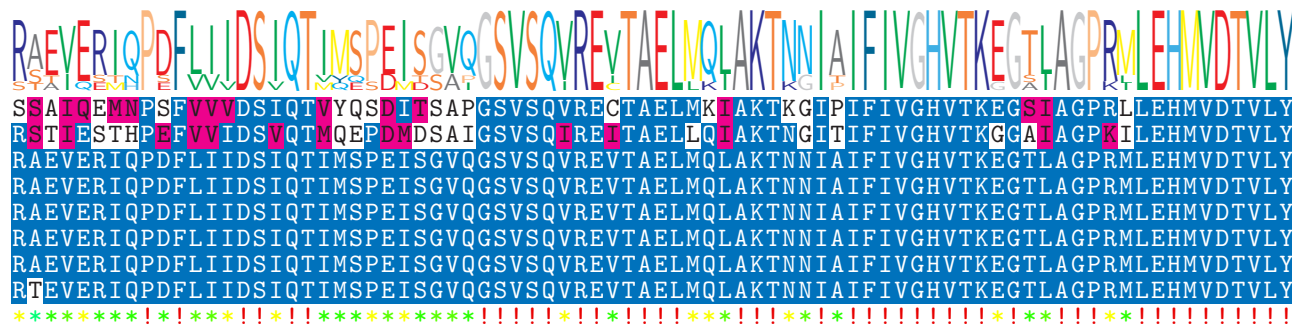 RAEVERIQPDFLIIDSIQTIMSPEISGVQGSVSQVREVTAELMQLAKTNNIAIFIVGHVTKEGTLAGPRMLEHMVDTVLY
SSAIQEMNPSFVVVDSIQTVYQSDITSAPGSVSQVRECTAELMKIAKTKGIPIFIVGHVTKEGSIAGPRLLEHMVDTVLY
RSTIESTHPEFVVIDSVQTMQEPDMDSAIGSVSQIREITAELLQIAKTNGITIFIVGHVTKGGAIAGPKILEHMVDTVLY
RAEVERIQPDFLIIDSIQTIMSPEISGVQGSVSQVREVTAELMQLAKTNNIAIFIVGHVTKEGTLAGPRMLEHMVDTVLY
RAEVERIQPDFLIIDSIQTIMSPEISGVQGSVSQVREVTAELMQLAKTNNIAIFIVGHVTKEGTLAGPRMLEHMVDTVLY
RAEVERIQPDFLIIDSIQTIMSPEISGVQGSVSQVREVTAELMQLAKTNNIAIFIVGHVTKEGTLAGPRMLEHMVDTVLY
RAEVERIQPDFLIIDSIQTIMSPEISGVQGSVSQVREVTAELMQLAKTNNIAIFIVGHVTKEGTLAGPRMLEHMVDTVLY
RAEVERIQPDFLIIDSIQTIMSPEISGVQGSVSQVREVTAELMQLAKTNNIAIFIVGHVTKEGTLAGPRMLEHMVDTVLY
RTEVERIQPDFLIIDSIQTIMSPEISGVQGSVSQVREVTAELMQLAKTNNIAIFIVGHVTKEGTLAGPRMLEHMVDTVLY
********!*!***!!*!!**********!!!!!*!!*!!!!***!!!**!*!!!!!!!!!*!**!!!**!!!!!!!!!!